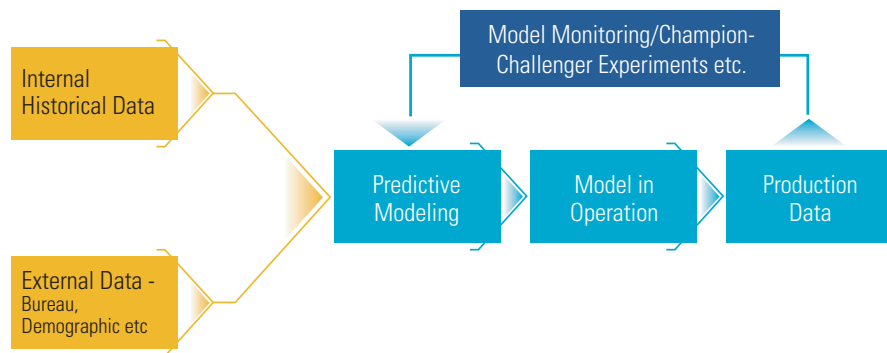 Internal
Historical Data
External Data -
Bureau,
Demographic etc
Model Monitoring/Champion-
Challenger Experiments etc.
Predictive
Modeling
Model in
Operation
Production
Data